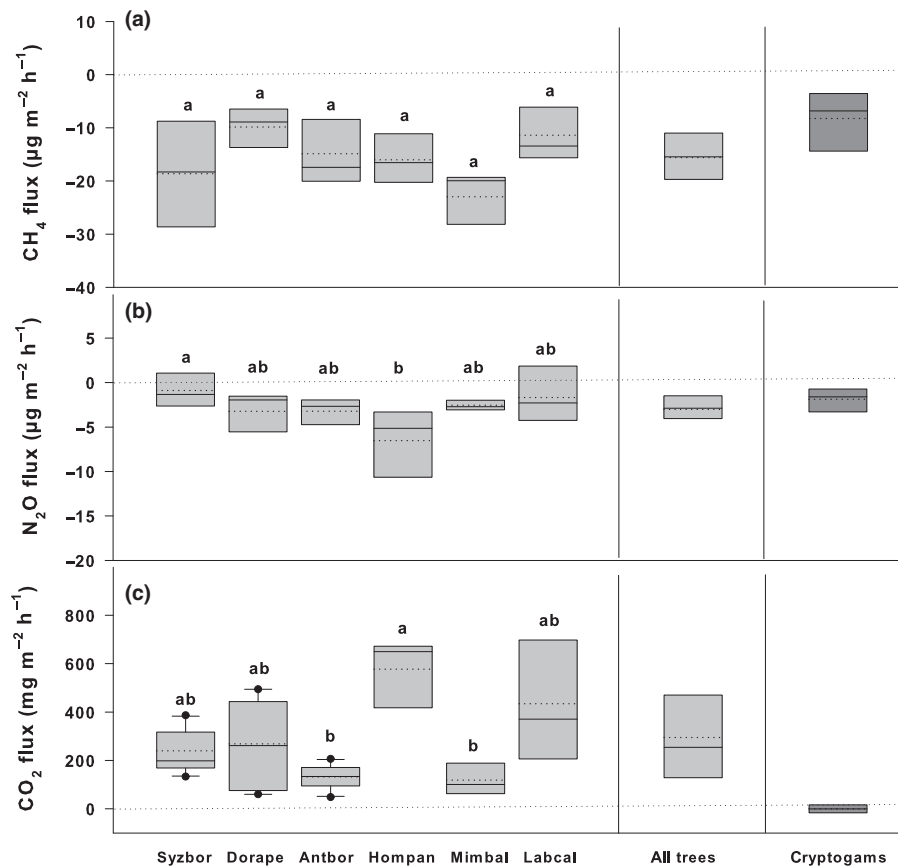 (a)
10
0
−10
−20
−30
−40
CH₄ flux (µg m⁻² h⁻¹)
a a a a a a
(b)
5
0
−5
−10
−15
−20
N₂O flux (µg m⁻² h⁻¹)
a ab ab b ab ab
(c)
800
600
400
200
0
CO₂ flux (mg m⁻² h⁻¹)
ab ab b a b ab
Syzbor Dorape Antbor Hompan Mimbal Labcal All trees Cryptogams